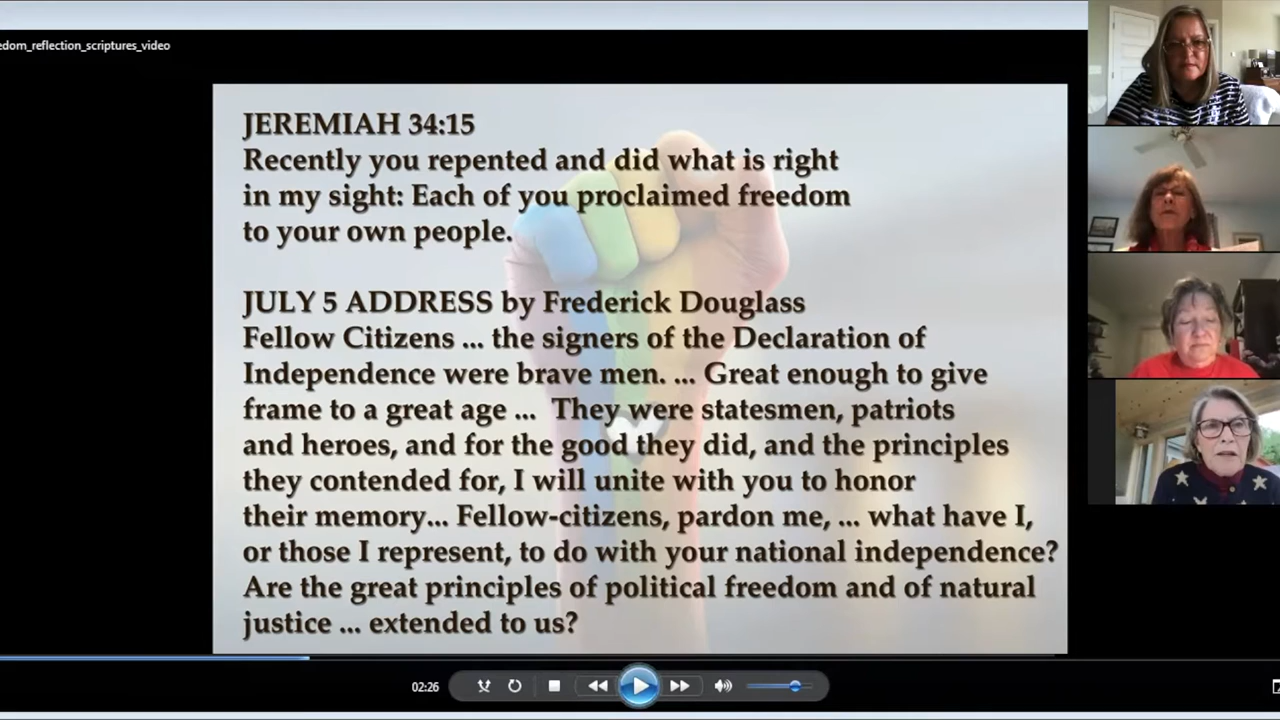 edom_reflection_scriptures_video
JEREMIAH 34:15
Recently you repented and did what is right
in my sight: Each of you proclaimed freedom
to your own people.
JULY 5 ADDRESS by Frederick Douglass
Fellow Citizens ... the signers of the Declaration of
Independence were brave men. ... Great enough to give
frame to a great age ... They were statesmen, patriots
and heroes, and for the good they did, and the principles
they contended for, I will unite with you to honor
their memory... Fellow-citizens, pardon me, ... what have I,
or those I represent, to do with your national independence?
Are the great principles of political freedom and of natural
justice ... extended to us?
02:26